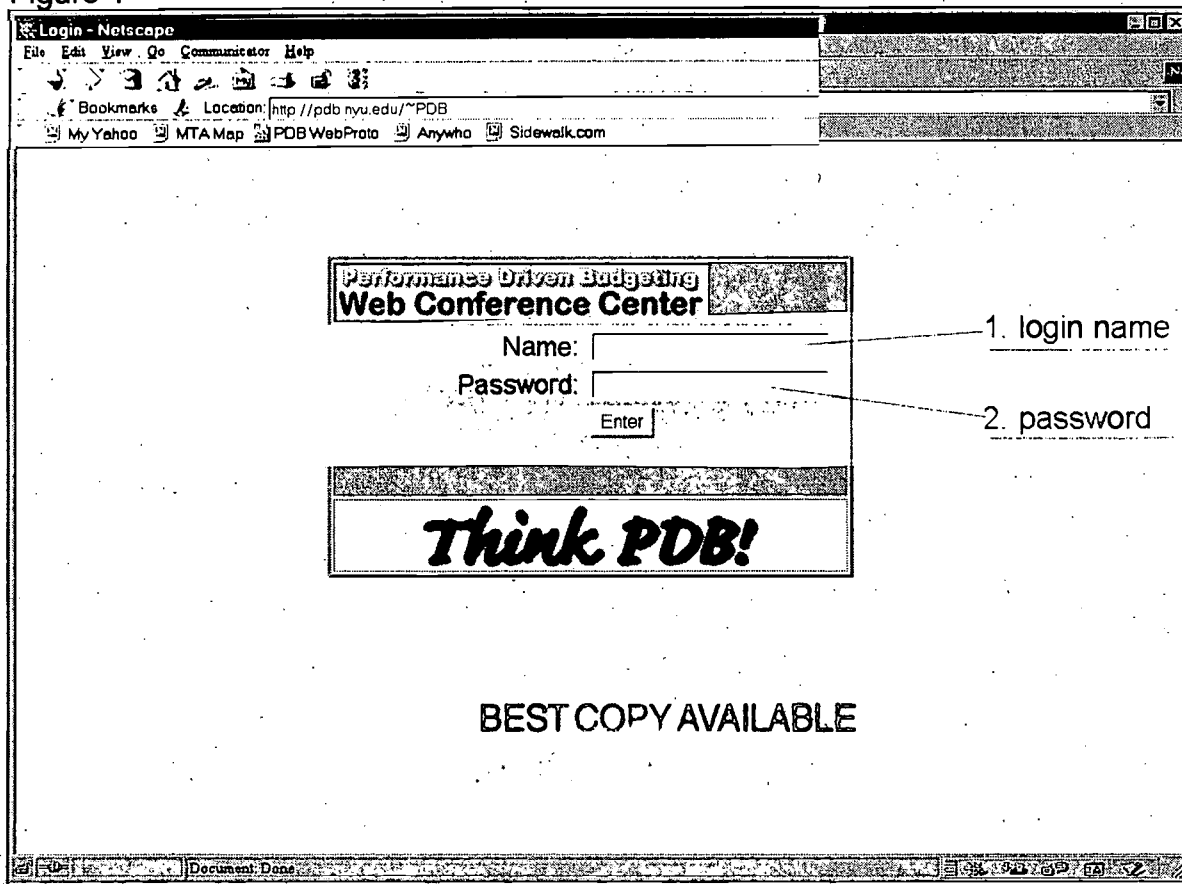 Login - Netscape
File Edit View Go Communicator Help
Bookmarks Location: http //pdb nyu.edu/~PDB
My Yahoo MTA Map PDB WebProto Anywho Sidewalk.com
Performance Driven Budgeting
Web Conference Center
Name:
1. login name
Password:
2. password
Enter
Think PDB!
BEST COPY AVAILABLE
Document: Done